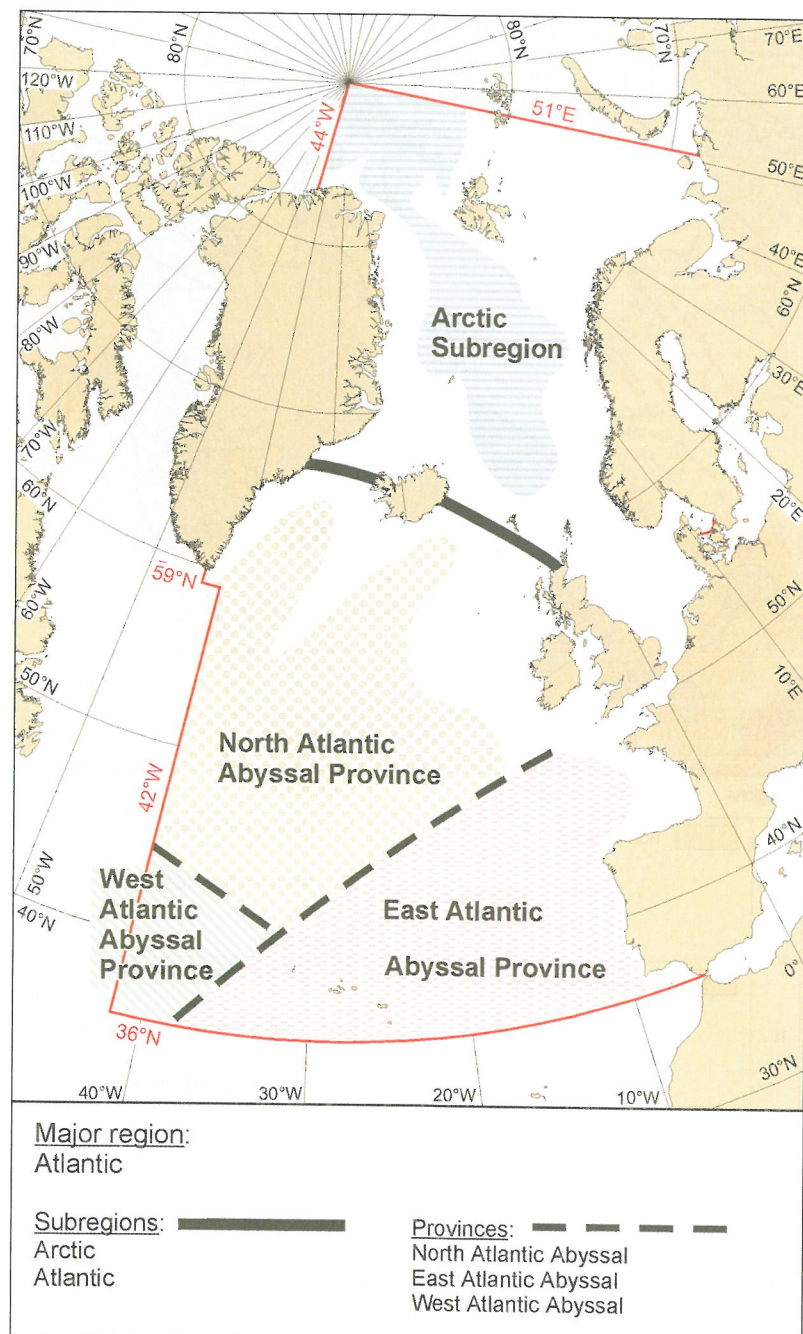 70°N
80°N
80°N
70°N
70°E
120°W
60°E
110°W
44°W
51°E
50°E
100°W
90°W
40°E
80°W
60°N
Arctic
Subregion
30°E
70°W
20°E
60°N
59°N
50°N
60°W
10°E
50°N
North Atlantic
Abyssal Province
42°W
40°N
50°W
West
Atlantic
Abyssal
Province
40°N
East Atlantic
Abyssal Province
0°
36°N
30°N
40°W
30°W
20°W
10°W
Major region:
Atlantic
Subregions:
Arctic
Atlantic
Provinces:
North Atlantic Abyssal
East Atlantic Abyssal
West Atlantic Abyssal